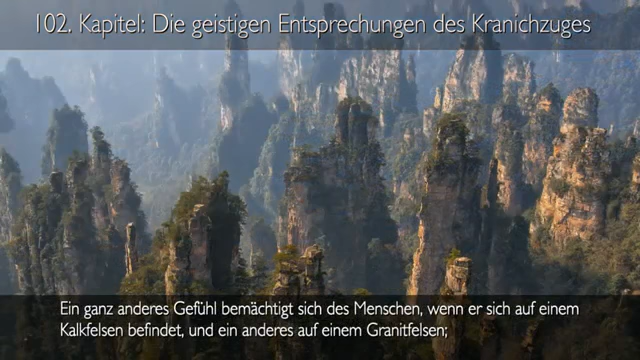 102. Kapitel: Die geistigen Entsprechungen des Kranichzuges
Ein ganz anderes Gefühl bemächtigt sich des Menschen, wenn er sich auf einem
Kalkfelsen befindet, und ein anderes auf einem Granitfelsen;